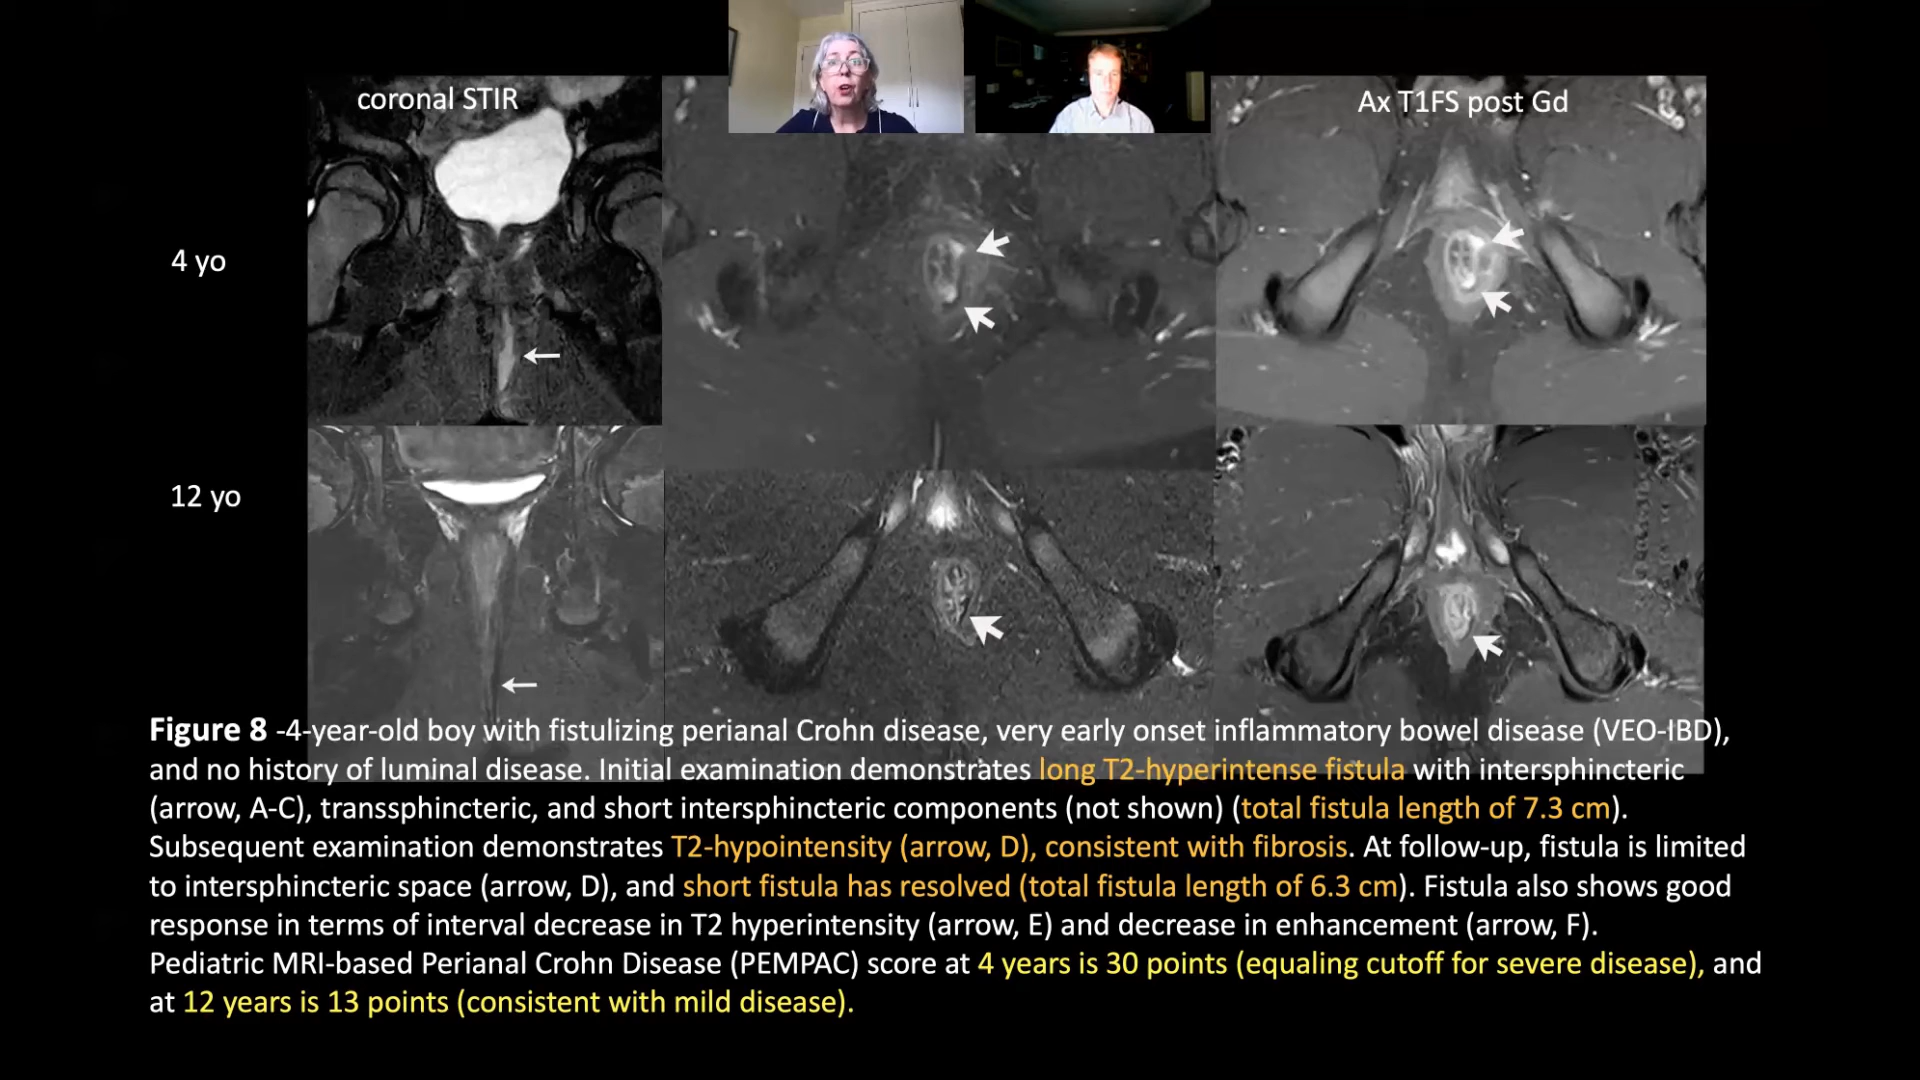 coronal STIR
Ax T1FS post Gd
4 yo
12 yo
Figure 8 -4-year-old boy with fistulizing perianal Crohn disease, very early onset inflammatory bowel disease (VEO-IBD),
and no history of luminal disease. Initial examination demonstrates long T2-hyperintense fistula with intersphincteric
(arrow, A-C), transsphincteric, and short intersphincteric components (not shown) (total fistula length of 7.3 cm).
Subsequent examination demonstrates T2-hypointensity (arrow, D), consistent with fibrosis. At follow-up, fistula is limited
to intersphincteric space (arrow, D), and short fistula has resolved (total fistula length of 6.3 cm). Fistula also shows good
response in terms of interval decrease in T2 hyperintensity (arrow, E) and decrease in enhancement (arrow, F).
Pediatric MRI-based Perianal Crohn Disease (PEMPAC) score at 4 years is 30 points (equaling cutoff for severe disease), and
at 12 years is 13 points (consistent with mild disease).